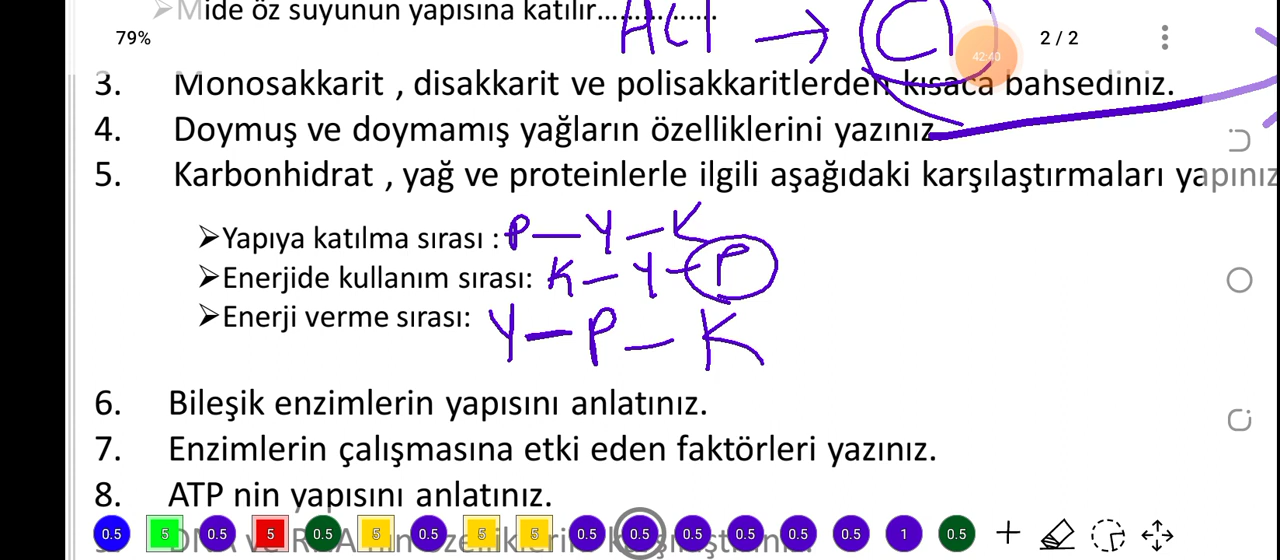 ➢Mide öz suyunun yapısına katılır................ HCl → Cl
79%
42:40
2 / 2
3. Monosakkarit , disakkarit ve polisakkaritlerden kısaca bahsediniz.
4. Doymuş ve doymamış yağların özelliklerini yazınız
5. Karbonhidrat , yağ ve proteinlerle ilgili aşağıdaki karşılaştırmaları yapınız
➢Yapıya katılma sırası : P — Y — K
➢Enerjide kullanım sırası: K — Y — P
➢Enerji verme sırası: Y — P — K
6. Bileşik enzimlerin yapısını anlatınız.
7. Enzimlerin çalışmasına etki eden faktörleri yazınız.
8. ATP nin yapısını anlatınız.
0.5 5 0.5 5 0.5 5 0.5 5 5 0.5 0.5 0.5 0.5 0.5 0.5 1 0.5